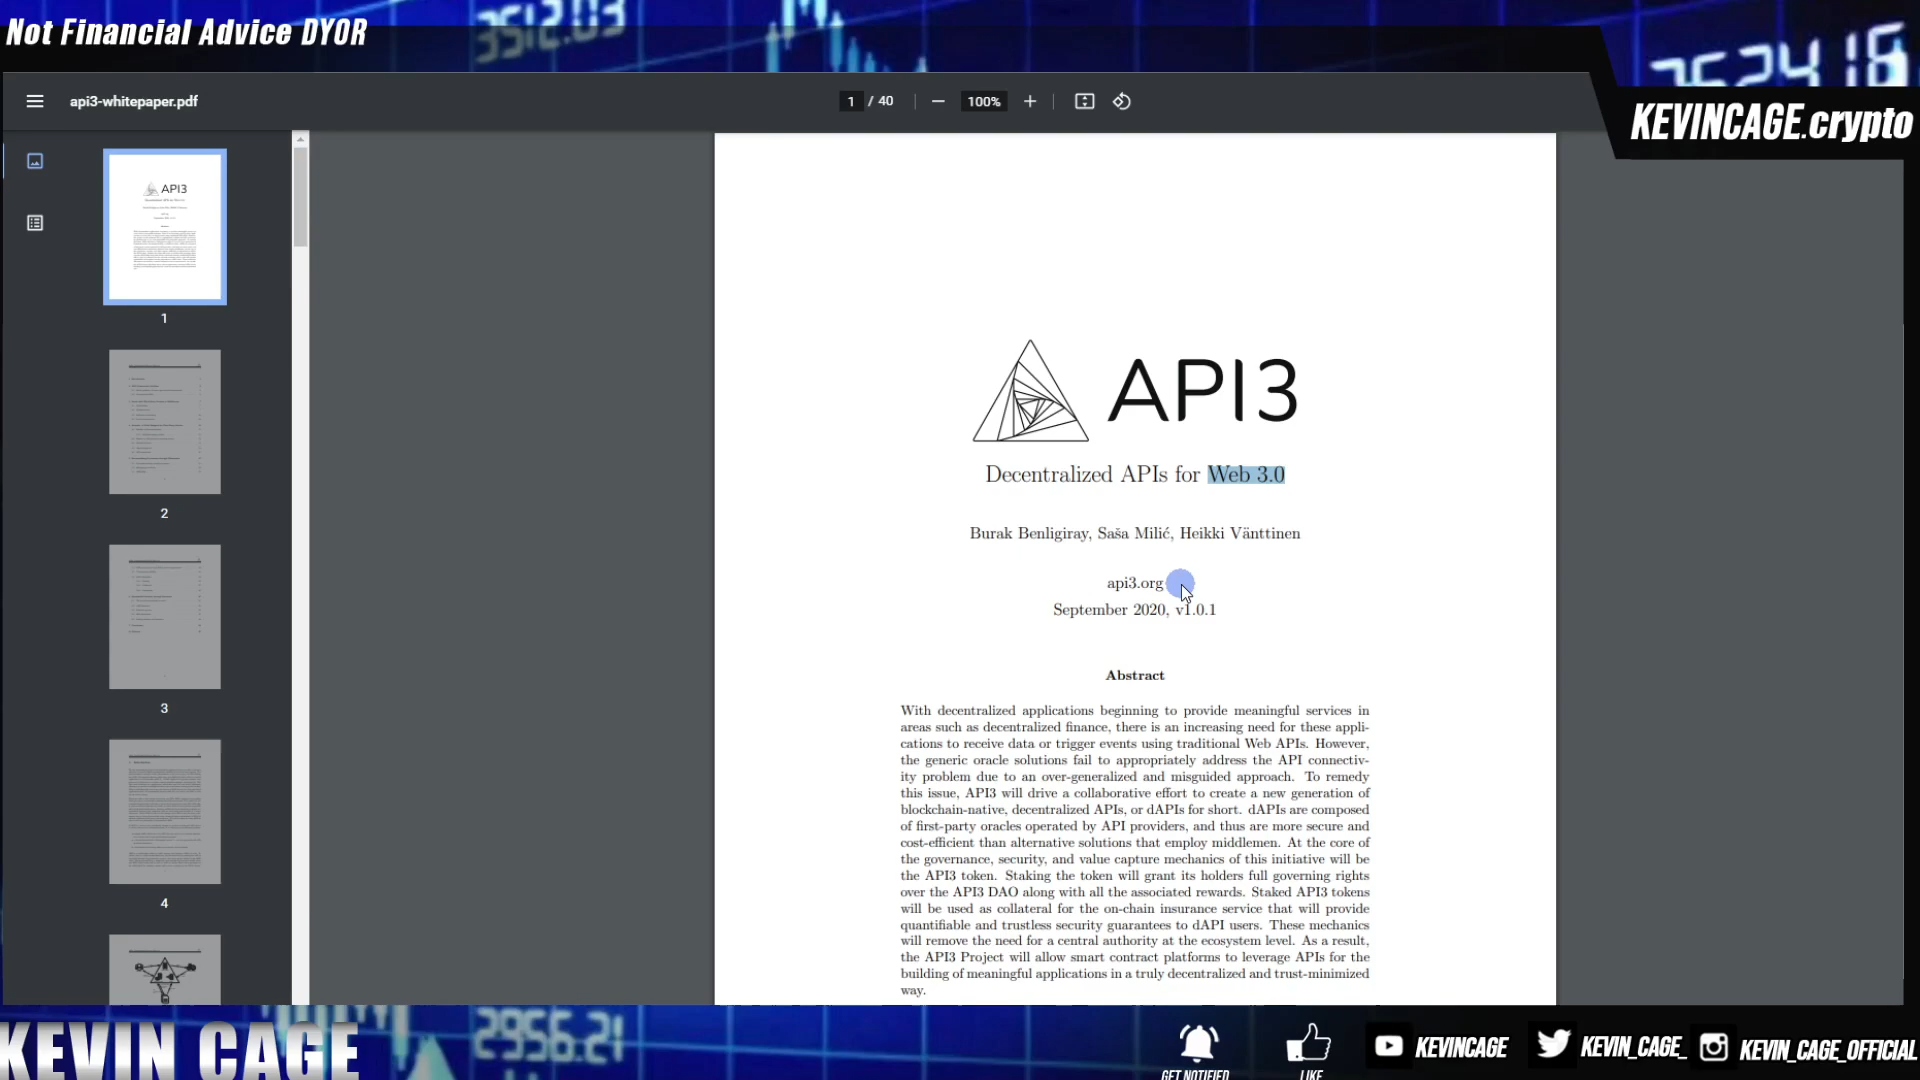 Not Financial Advice DYOR
3512.03
3524.16
KEVINCAGE.crypto
api3-whitepaper.pdf
1 / 40
100%
API3
1
2
3
4
API3
Decentralized APIs for Web 3.0
Burak Benligiray, Saša Milić, Heikki Vänttinen
api3.org
September 2020, v1.0.1
Abstract
With decentralized applications beginning to provide meaningful services in
areas such as decentralized finance, there is an increasing need for these appli-
cations to receive data or trigger events using traditional Web APIs. However,
the generic oracle solutions fail to appropriately address the API connectiv-
ity problem due to an over-generalized and misguided approach. To remedy
this issue, API3 will drive a collaborative effort to create a new generation of
blockchain-native, decentralized APIs, or dAPIs for short. dAPIs are composed
of first-party oracles operated by API providers, and thus are more secure and
cost-efficient than alternative solutions that employ middlemen. At the core of
the governance, security, and value capture mechanics of this initiative will be
the API3 token. Staking the token will grant its holders full governing rights
over the API3 DAO along with all the associated rewards. Staked API3 tokens
will be used as collateral for the on-chain insurance service that will provide
quantifiable and trustless security guarantees to dAPI users. These mechanics
will remove the need for a central authority at the ecosystem level. As a result,
the API3 Project will allow smart contract platforms to leverage APIs for the
building of meaningful applications in a truly decentralized and trust-minimized
way.
KEVIN CAGE
2956.21
GET NOTIFIED
LIKE
KEVINCAGE
KEVIN_CAGE_
KEVIN_CAGE_OFFICIAL